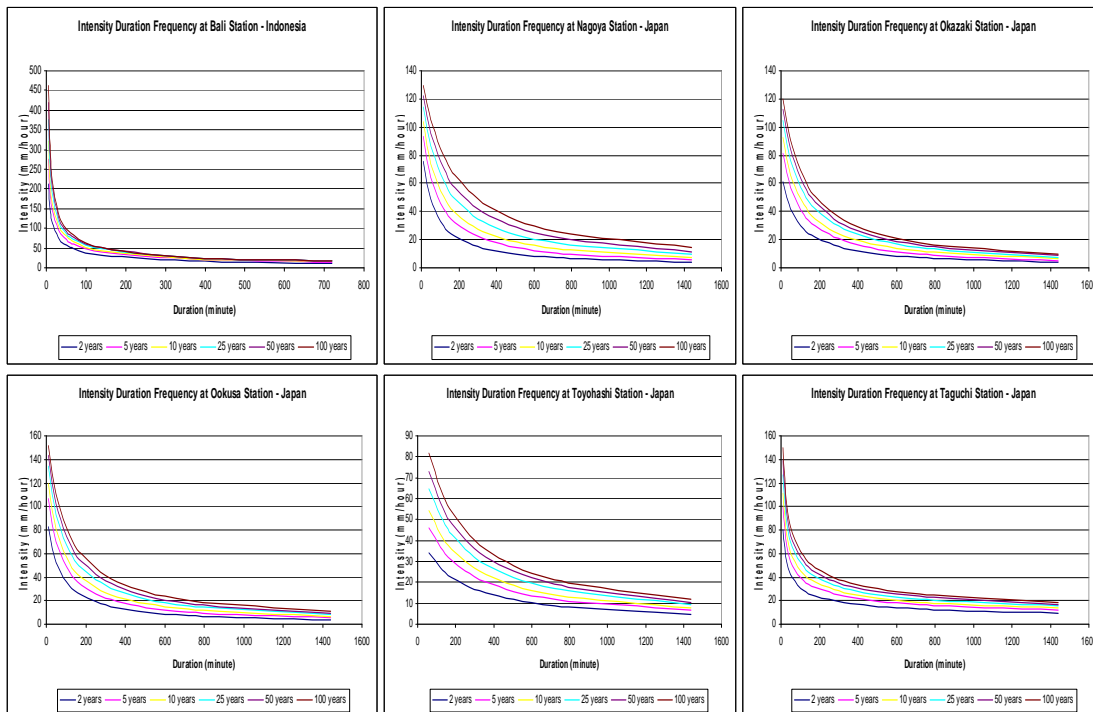 Intensity Duration Frequency at Bali Station - Indonesia
Intensity (mm/hour)
500
450
400
350
300
250
200
150
100
50
0
0 100 200 300 400 500 600 700 800
Duration (minute)
2 years 5 years 10 years 25 years 50 years 100 years
Intensity Duration Frequency at Nagoya Station - Japan
Intensity (mm/hour)
140
120
100
80
60
40
20
0
0 200 400 600 800 1000 1200 1400 1600
Duration (minute)
2 years 5 years 10 years 25 years 50 years 100 years
Intensity Duration Frequency at Okazaki Station - Japan
Intensity (mm/hour)
140
120
100
80
60
40
20
0
0 200 400 600 800 1000 1200 1400 1600
Duration (minute)
2 years 5 years 10 years 25 years 50 years 100 years
Intensity Duration Frequency at Ookusa Station - Japan
Intensity (mm/hour)
160
140
120
100
80
60
40
20
0
0 200 400 600 800 1000 1200 1400 1600
Duration (minute)
2 years 5 years 10 years 25 years 50 years 100 years
Intensity Duration Frequency at Toyohashi Station - Japan
Intensity (mm/hour)
90
80
70
60
50
40
30
20
10
0
0 200 400 600 800 1000 1200 1400 1600
Duration (minute)
2 years 5 years 10 years 25 years 50 years 100 years
Intensity Duration Frequency at Taguchi Station - Japan
Intensity (mm/hour)
160
140
120
100
80
60
40
20
0
0 200 400 600 800 1000 1200 1400 1600
Duration (minute)
2 years 5 years 10 years 25 years 50 years 100 years